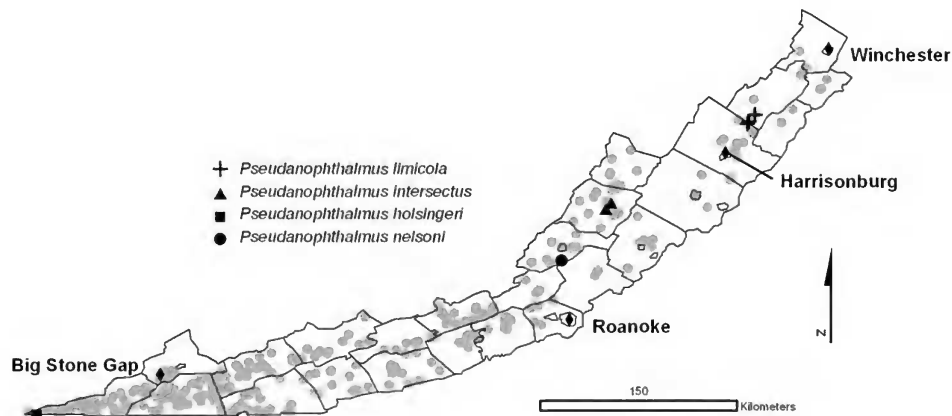 Winchester
Pseudanophthalmus limicola
Pseudanophthalmus intersectus
Pseudanophthalmus holsingeri
Pseudanophthalmus nelsoni
Harrisonburg
Roanoke
Big Stone Gap
N
150
Kilometers